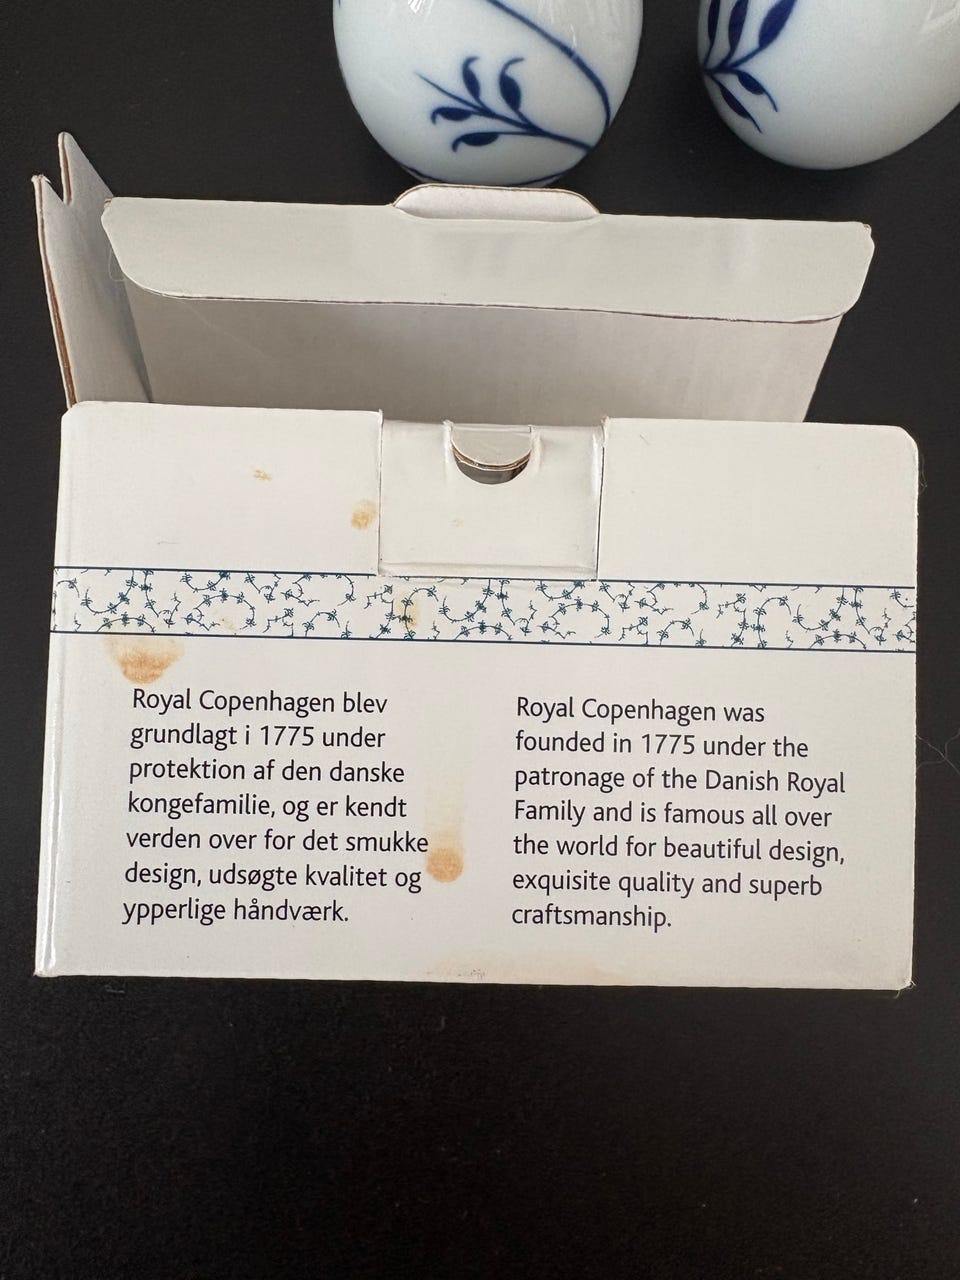 Royal Copenhagen blev
grundlagt i 1775 under
protektion af den danske
kongefamilie, og er kendt
verden over for det smukke
design, udsøgte kvalitet og
ypperlige håndværk.
Royal Copenhagen was
founded in 1775 under the
patronage of the Danish Royal
Family and is famous all over
the world for beautiful design,
exquisite quality and superb
craftsmanship.